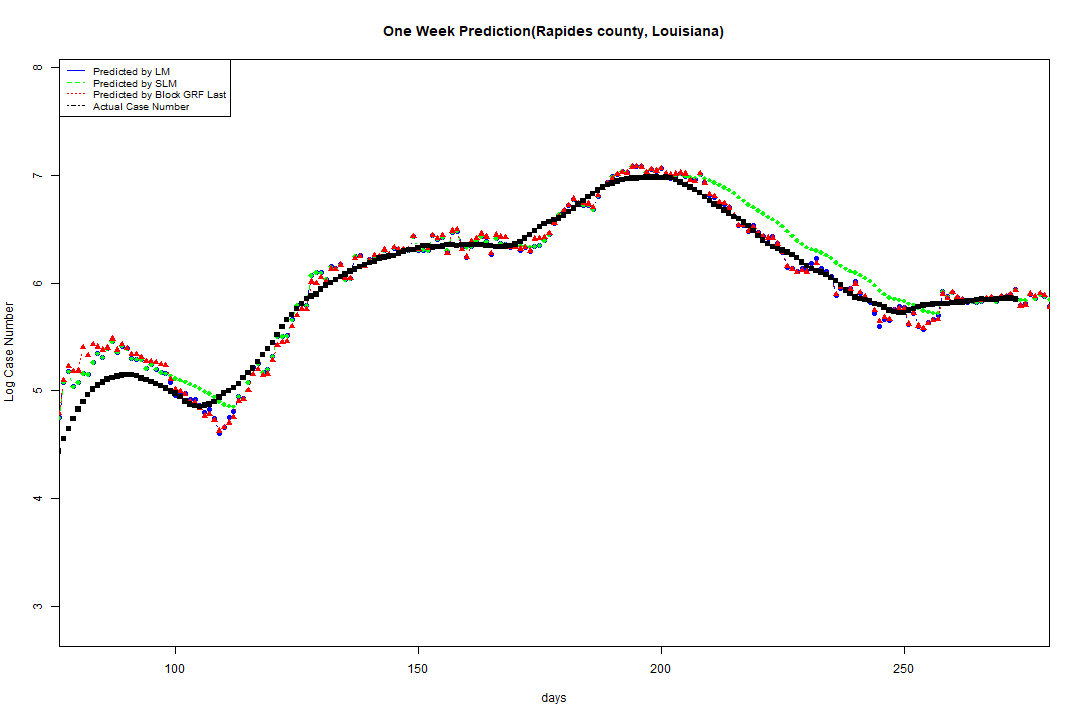 One Week Prediction(Rapides county, Louisiana)
Predicted by LM
Predicted by SLM
Predicted by Block GRF Last
Actual Case Number
8
7
6
5
4
3
Log Case Number
100
150
200
250
days